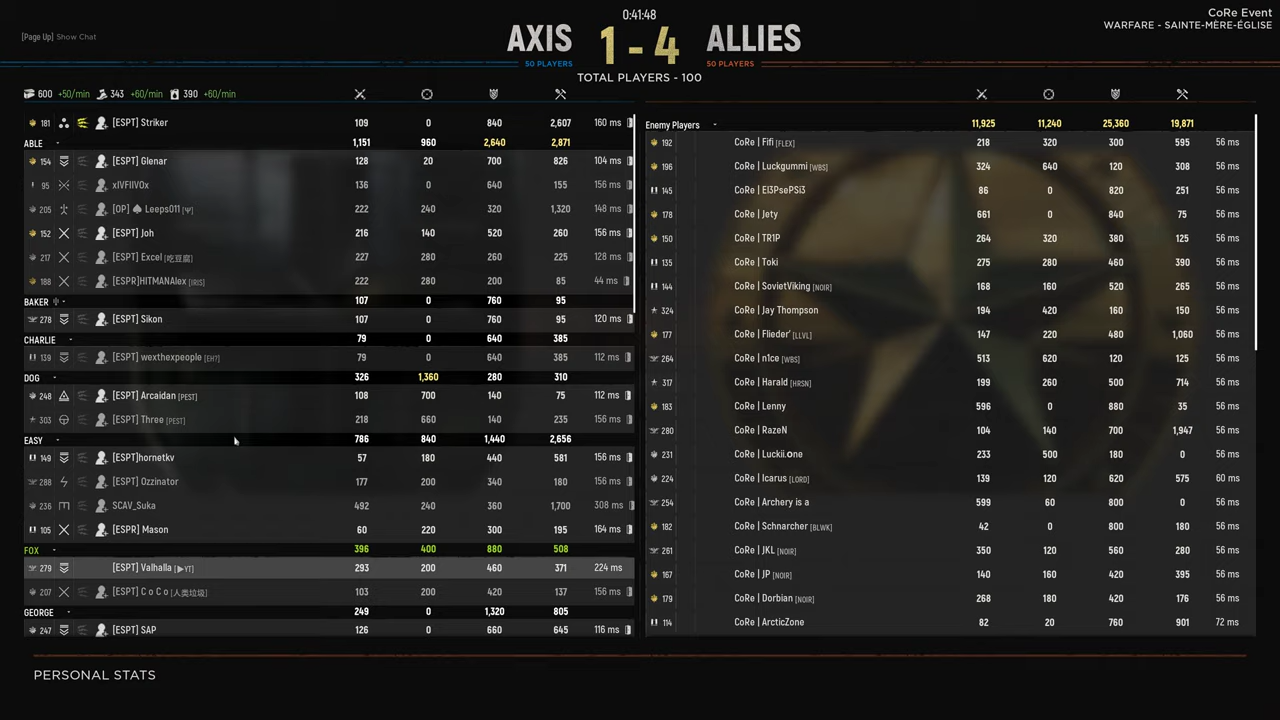 0:41:48
CoRe Event
WARFARE - SAINTE-MÈRE-ÉGLISE
[Page Up] Show Chat
AXIS 1 - 4 ALLIES
50 PLAYERS 50 PLAYERS
TOTAL PLAYERS - 100
600 +50/min 343 +60/min 390 +60/min
181 [ESPT] Striker 109 0 840 2,607 160 ms
ABLE 1,151 960 2,640 2,871
154 [ESPT] Glenar 128 20 700 826 104 ms
95 xIVFIIVOx 136 0 640 155 156 ms
205 [OP] ♠ Leeps011 [Ψ] 222 240 320 1,320 148 ms
152 [ESPT] Joh 216 140 520 260 156 ms
217 [ESPT] Excel [吃豆腐] 227 280 260 225 128 ms
188 [ESPR]HITMANAlex [IRIS] 222 280 200 85 44 ms
BAKER 107 0 760 95
278 [ESPT] Sikon 107 0 760 95 120 ms
CHARLIE 79 0 640 385
139 [ESPT] wexthexpeople [EH?] 79 0 640 385 112 ms
DOG 326 1,360 280 310
248 [ESPT] Arcaidan [PEST] 108 700 140 75 112 ms
303 [ESPT] Three [PEST] 218 660 140 235 156 ms
EASY 786 840 1,440 2,656
149 [ESPT]hornetkv 57 180 440 581 156 ms
288 [ESPT] Ozzinator 177 200 340 180 156 ms
236 SCAV_Suka 492 240 360 1,700 308 ms
105 [ESPR] Mason 60 220 300 195 164 ms
FOX 396 400 880 508
279 [ESPT] Valhalla [▶YT] 293 200 460 371 224 ms
207 [ESPT] C o C o [人类垃圾] 103 200 420 137 156 ms
GEORGE 249 0 1,320 805
247 [ESPT] SAP 126 0 660 645 116 ms
Enemy Players 11,925 11,240 25,360 19,871
192 CoRe | Fifi [FLEX] 218 320 300 595 56 ms
196 CoRe | Luckgummi [WBS] 324 640 120 308 56 ms
145 CoRe | El3PsePSi3 86 0 820 251 56 ms
178 CoRe | Jety 661 0 840 75 56 ms
150 CoRe | TR1P 264 320 380 125 56 ms
135 CoRe | Toki 275 280 460 390 56 ms
144 CoRe | SovietViking [NOIR] 168 160 520 265 56 ms
324 CoRe | Jay Thompson 194 420 160 150 56 ms
177 CoRe | Flieder' [LLVL] 147 220 480 1,060 56 ms
264 CoRe | n1ce [WBS] 513 620 120 125 56 ms
317 CoRe | Harald [HRSN] 199 260 500 714 56 ms
183 CoRe | Lenny 596 0 880 35 56 ms
280 CoRe | RazeN 104 140 700 1,947 56 ms
231 CoRe | Luckii.one 233 500 180 0 56 ms
224 CoRe | Icarus [LORD] 139 120 620 575 60 ms
254 CoRe | Archery is a 599 60 800 0 56 ms
182 CoRe | Schnarcher [BLWK] 42 0 800 180 56 ms
261 CoRe | JKL [NOIR] 350 120 560 280 56 ms
167 CoRe | JP [NOIR] 140 160 420 395 56 ms
179 CoRe | Dorbian [NOIR] 268 180 420 176 56 ms
114 CoRe | ArcticZone 82 20 760 901 72 ms
PERSONAL STATS